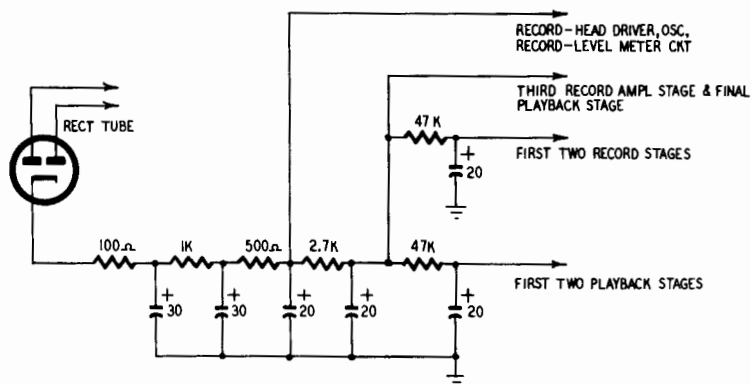 RECORD-HEAD DRIVER, OSC,
RECORD-LEVEL METER CKT
THIRD RECORD AMPL STAGE & FINAL
PLAYBACK STAGE
RECT TUBE
47 K
+
20
FIRST TWO RECORD STAGES
100Ω
1K
500Ω
2.7K
47K
FIRST TWO PLAYBACK STAGES
+
30
+
30
+
20
+
20
+
20